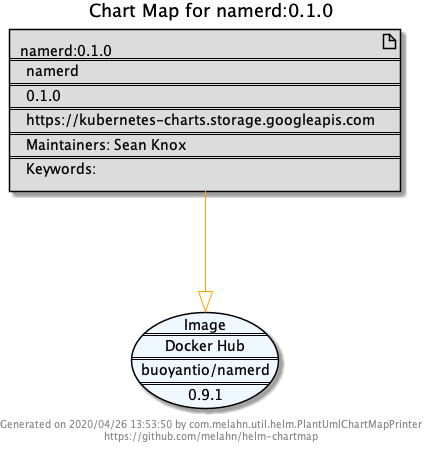 Chart Map for namerd:0.1.0
namerd:0.1.0
namerd
0.1.0
https://kubernetes-charts.storage.googleapis.com
Maintainers: Sean Knox
Keywords:
Image
Docker Hub
buoyantio/namerd
0.9.1
Generated on 2020/04/26 13:53:50 by com.melahn.util.helm.PlantUmlChartMapPrinter
https://github.com/melahn/helm-chartmap